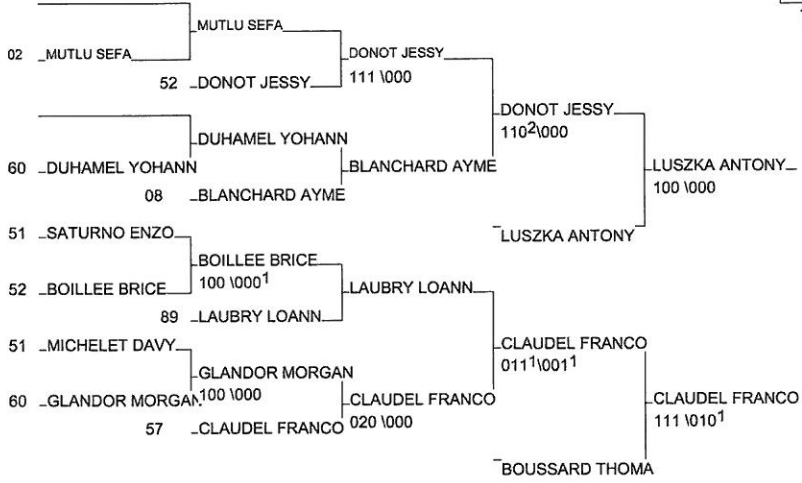 MUTLU SEFA
02 MUTLU SEFA
DONOT JESSY
111 \000
52 DONOT JESSY
DONOT JESSY
110²\000
DUHAMEL YOHANN
60 DUHAMEL YOHANN
BLANCHARD AYME
LUSZKA ANTONY
100 \000
08 BLANCHARD AYME
51 SATURNO ENZO
LUSZKA ANTONY
BOILLEE BRICE
100 \000¹
52 BOILLEE BRICE
LAUBRY LOANN
89 LAUBRY LOANN
51 MICHELET DAVY
CLAUDEL FRANCO
011¹\001¹
GLANDOR MORGAN
100 \000
60 GLANDOR MORGAN
CLAUDEL FRANCO
020 \000
CLAUDEL FRANCO
111 \010¹
57 CLAUDEL FRANCO
BOUSSARD THOMA